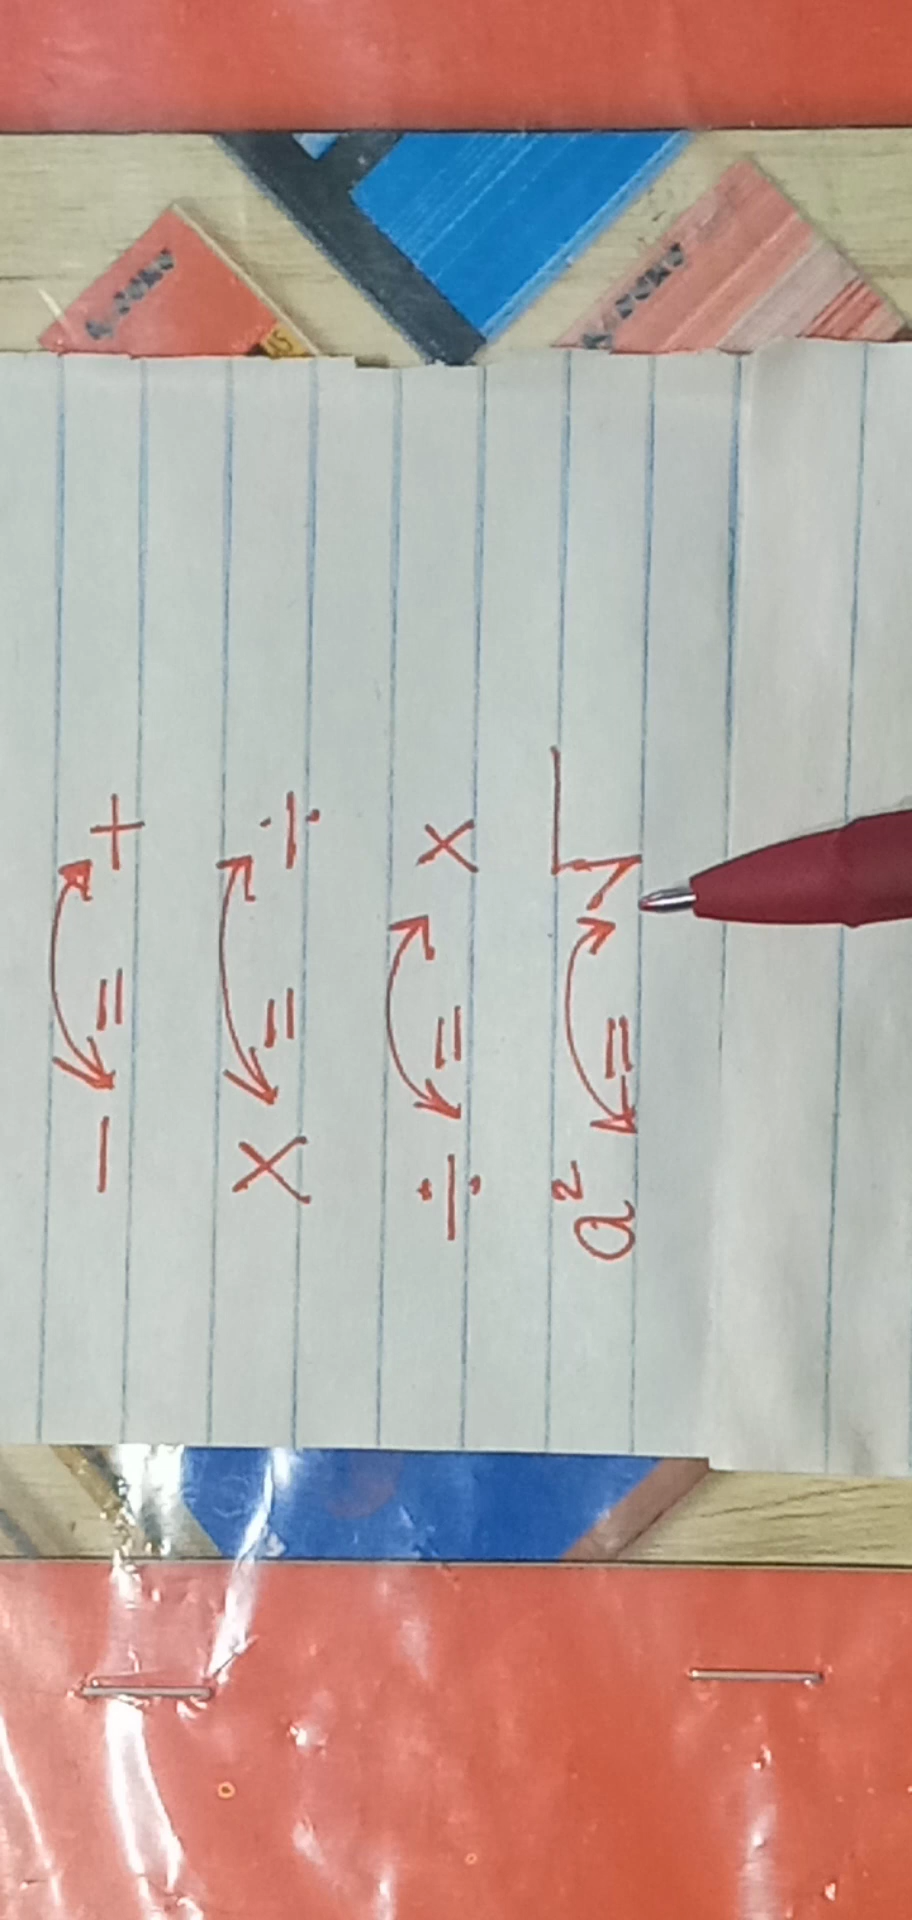 − = +
× = ÷
÷ = ×
a² = √